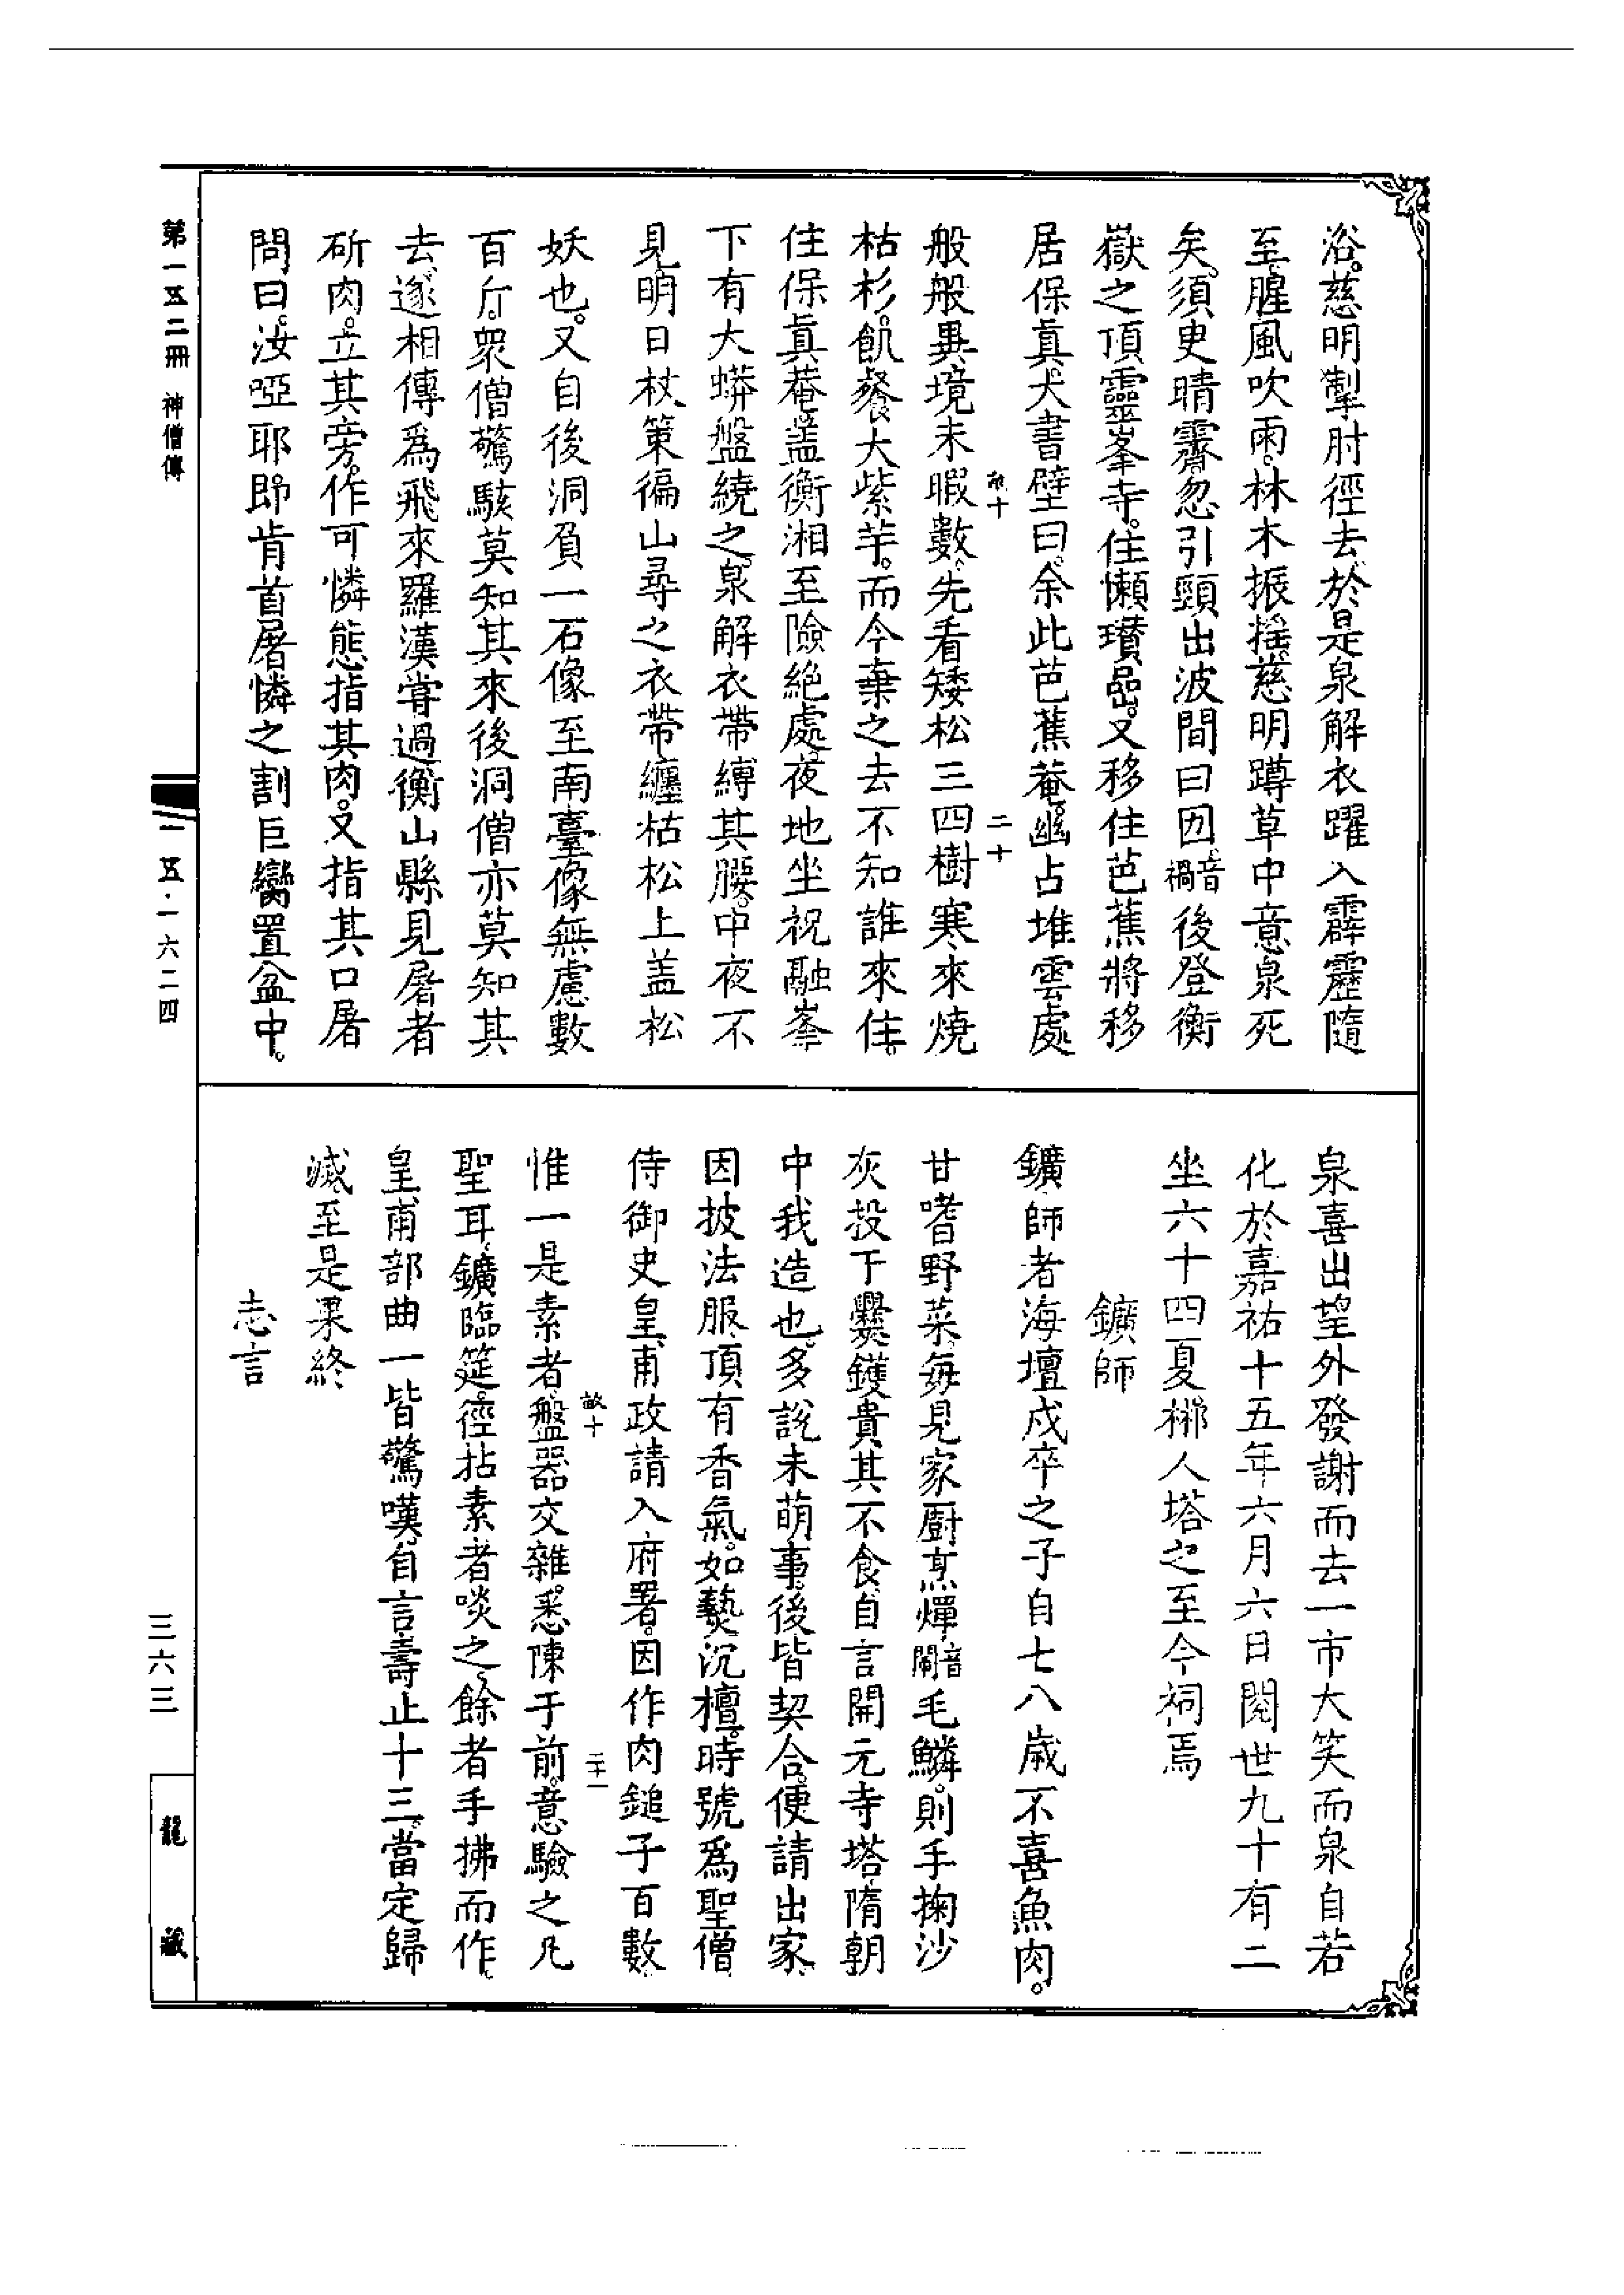 浴。慈明掣肘徑去。於是泉解衣躍入霹靂隨
至。腥風吹雨。林木振搖。慈明蹲草中意泉死
矣。須臾晴霽。忽引頸出波間曰㘞音禍後登衡
嶽之頂靈峯寺。住懶瓚嵓。又移住芭蕉將移
居保真。大書壁曰。余此芭蕉菴。幽占堆雲處
般般異境未暇數。先看矮松三四樹寒來燒
枯杉。飢餐大紫芋。而今棄之去不知誰來住。
住保真菴蓋衡湘至險絕處。夜地坐祝融峯
下有大蟒盤繞之。泉解衣帶縛其腰。中夜不
見。明日杖策徧山尋之衣帶纏枯松上蓋松
妖也。又自後洞負一石像至南臺像無慮數
百斤。眾僧驚駭莫知其來後洞僧亦莫知其
去。遂相傳爲飛來羅漢甞過衡山縣見屠者
斫肉。立其旁。作可憐態指其肉。又指其口屠
問曰。汝啞耶。即肯首屠憐之割巨臠置盆中。
泉喜出望外發謝而去一市大笑而泉自若
化於嘉祐十五年六月六日閱世九十有二
坐六十四夏郴人塔之至今祠焉
鑛師
鑛師者海壇戍卒之子自七八歲不喜魚肉。
甘嗜野菜。每見家厨烹燖音閙毛鱗。則手掬沙
灰投于爨鑊貴其不食。自言開元寺塔。隋朝
中我造也。多說未萌事。後皆契合。便請出家。
因披法服。頂有香氣。如爇沉檀。時號爲聖僧
侍御史皇甫政請入府署。因作肉鎚子百數。
惟一是素者。盤器交雜。悉陳于前。意驗之凡
聖耳。鑛臨筵。徑拈素者啖之。餘者手拂而作。
皇甫部曲一皆驚嘆。自言壽止十三。當定歸
滅。至是果終
志言
第一五二冊 神僧傳
一五·一六二四
三六三
龍藏
二十
二十一